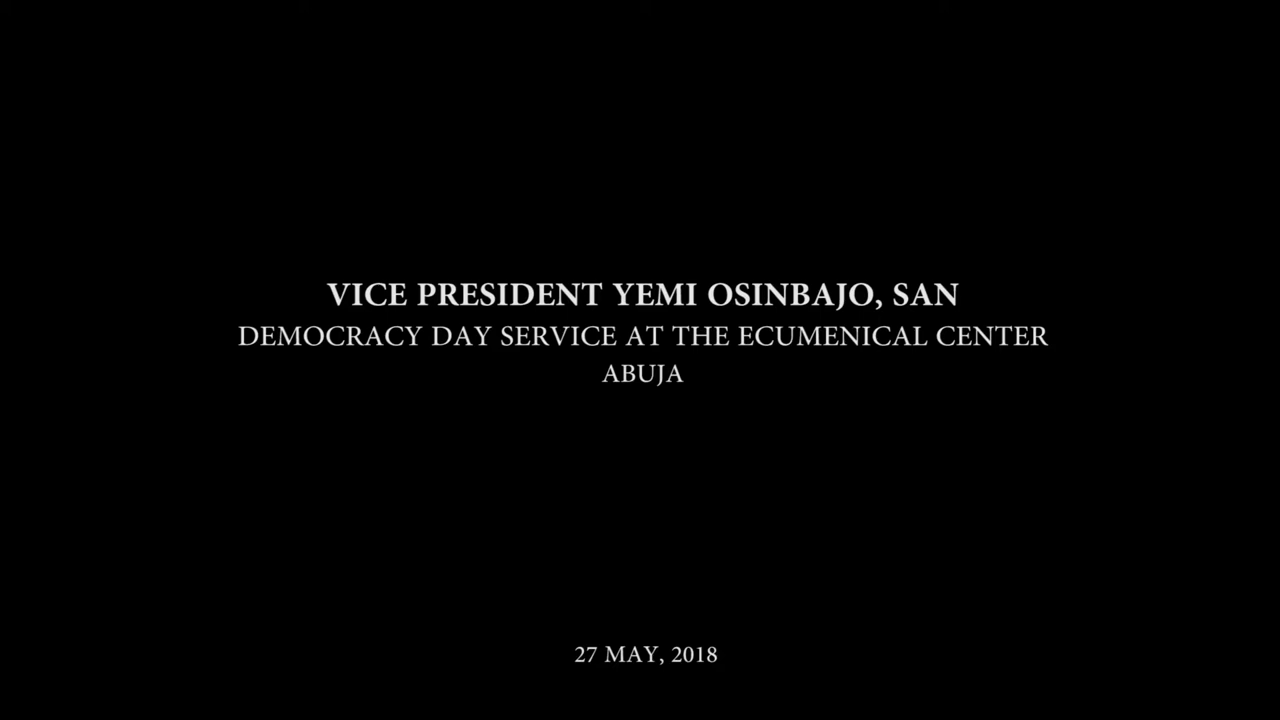 VICE PRESIDENT YEMI OSINBAJO, SAN
DEMOCRACY DAY SERVICE AT THE ECUMENICAL CENTER
ABUJA
27 MAY, 2018